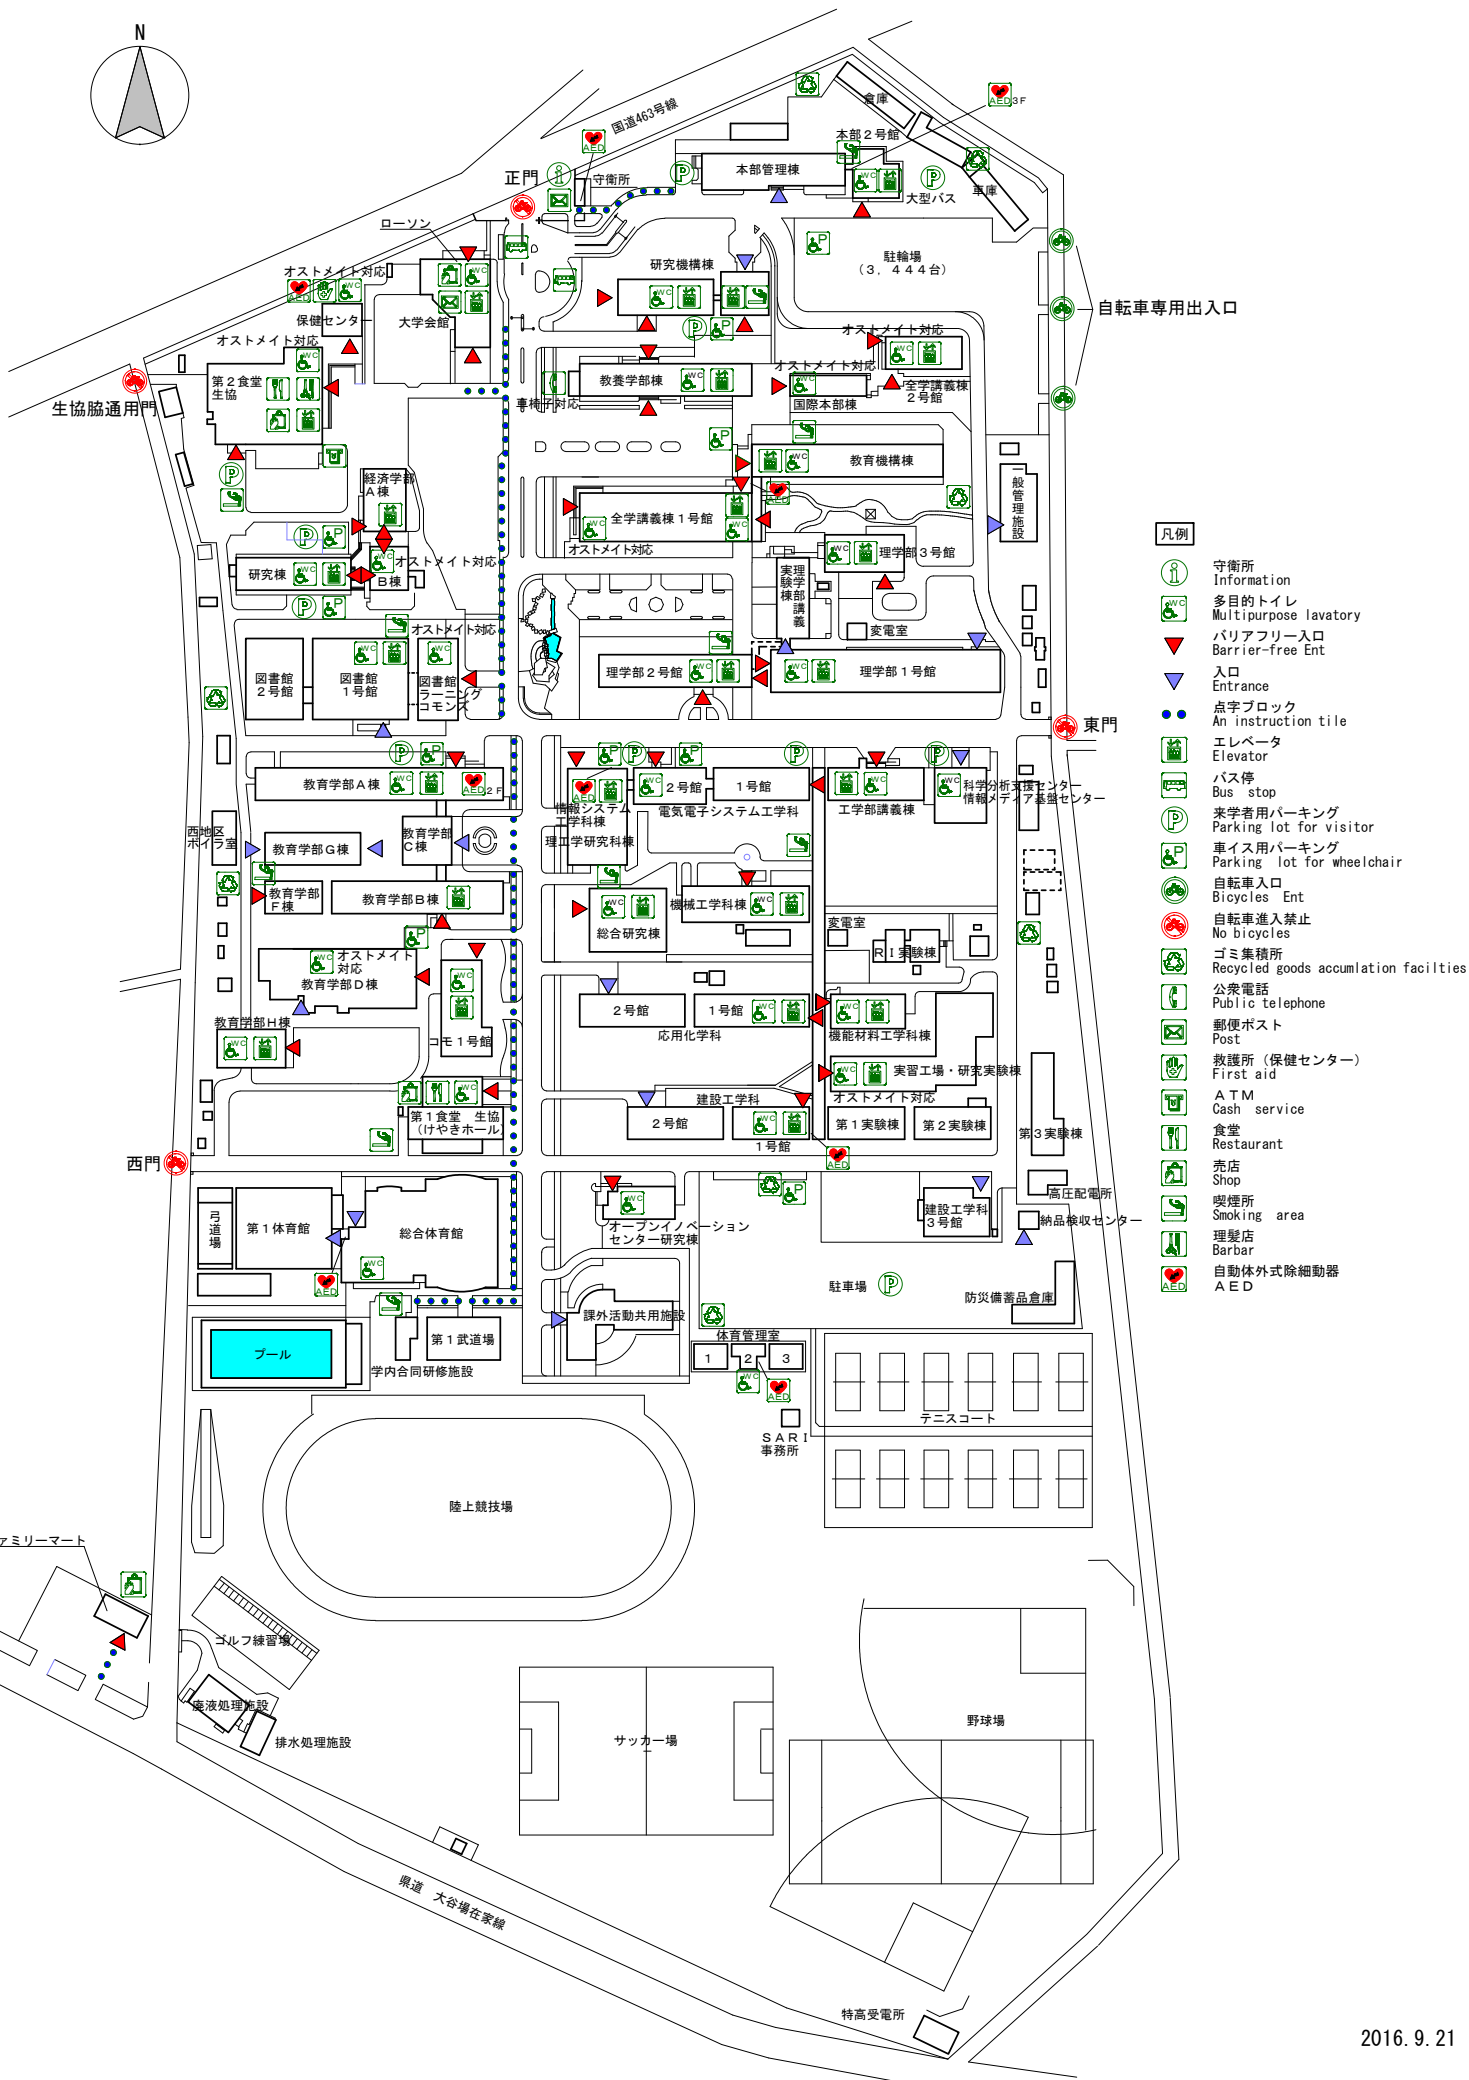 N
国道463号線
AED
AED 3F
倉庫
本部2号館
正門
守衛所
本部管理棟
大型バス
車庫
ローソン
駐輪場
(3,444台)
研究機構棟
オストメイト対応
AED
保健センター
大学会館
自転車専用出入口
オストメイト対応
オストメイト対応
第2食堂
生協
生協脇通用門
教養学部棟
車椅子対応
オストメイト対応
国際本部棟
全学講義棟
2号館
経済学部
A棟
教育機構棟
一般管理施設
AED
全学講義棟1号館
オストメイト対応
理学部3号館
オストメイト対応
研究棟
B棟
理学部講義
実験棟
変電室
オストメイト対応
図書館
2号館
図書館
1号館
図書館
ラーニング
コモンズ
理学部2号館
理学部1号館
東門
教育学部A棟
AED 2F
AED
情報システム
工学科棟
2号館
1号館
電気電子システム工学科
工学部講義棟
科学分析支援センター
情報メディア基盤センター
西地区
ボイラ室
教育学部G棟
教育学部
C棟
理工学研究科棟
教育学部
F棟
教育学部B棟
総合研究棟
機械工学科棟
変電室
RI実験棟
オストメイト
対応
教育学部D棟
教育学部H棟
コモ1号館
2号館
1号館
応用化学科
機能材料工学科棟
実習工場・研究実験棟
オストメイト対応
第1食堂 生協
(けやきホール)
建設工学科
2号館
1号館
第1実験棟
第2実験棟
第3実験棟
AED
西門
弓道場
第1体育館
総合体育館
AED
オープンイノベーション
センター研究棟
建設工学科
3号館
高圧配電所
納品検収センター
駐車場
防災備蓄品倉庫
プール
第1武道場
学内合同研修施設
課外活動共用施設
体育管理室
1
2
3
AED
SARI
事務所
テニスコート
陸上競技場
ァミリーマート
ゴルフ練習場
廃液処理施設
排水処理施設
サッカー場
野球場
県道 大谷場在家線
特高受電所
凡例
守衛所
Information
多目的トイレ
Multipurpose lavatory
バリアフリー入口
Barrier-free Ent
入口
Entrance
点字ブロック
An instruction tile
エレベータ
Elevator
バス停
Bus stop
来学者用パーキング
Parking lot for visitor
車イス用パーキング
Parking lot for wheelchair
自転車入口
Bicycles Ent
自転車進入禁止
No bicycles
ゴミ集積所
Recycled goods accumlation facilties
公衆電話
Public telephone
郵便ポスト
Post
救護所(保健センター)
First aid
ATM
Cash service
食堂
Restaurant
売店
Shop
喫煙所
Smoking area
理髪店
Barbar
自動体外式除細動器
AED
2016.9.21